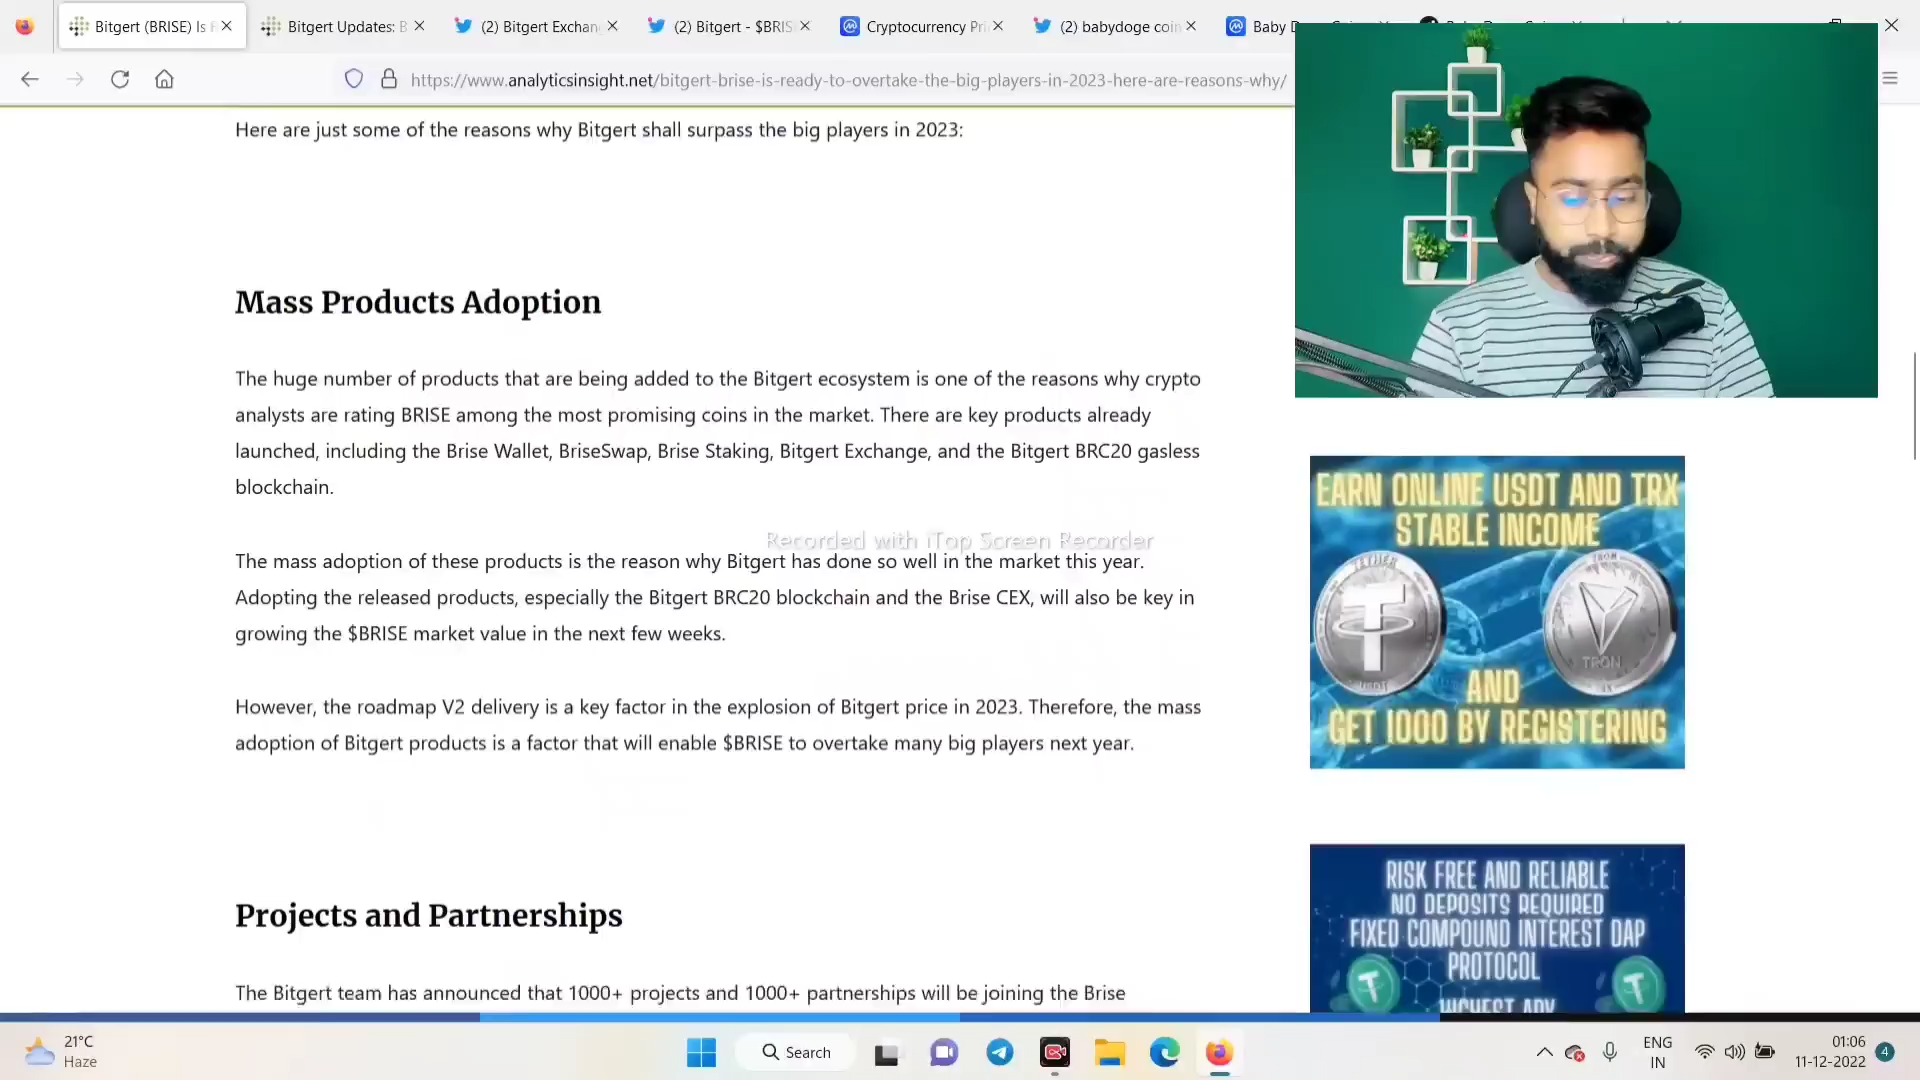 Bitgert (BRISE) Is
Bitgert Updates: B
(2) Bitgert Exchan
(2) Bitgert - $BRIS
Cryptocurrency Pri
(2) babydoge coin
Baby D
https://www.analyticsinsight.net/bitgert-brise-is-ready-to-overtake-the-big-players-in-2023-here-are-reasons-why/
Here are just some of the reasons why Bitgert shall surpass the big players in 2023:
Mass Products Adoption
The huge number of products that are being added to the Bitgert ecosystem is one of the reasons why crypto
analysts are rating BRISE among the most promising coins in the market. There are key products already
launched, including the Brise Wallet, BriseSwap, Brise Staking, Bitgert Exchange, and the Bitgert BRC20 gasless
blockchain.
Recorded with iTop Screen Recorder
The mass adoption of these products is the reason why Bitgert has done so well in the market this year.
Adopting the released products, especially the Bitgert BRC20 blockchain and the Brise CEX, will also be key in
growing the $BRISE market value in the next few weeks.
However, the roadmap V2 delivery is a key factor in the explosion of Bitgert price in 2023. Therefore, the mass
adoption of Bitgert products is a factor that will enable $BRISE to overtake many big players next year.
Projects and Partnerships
The Bitgert team has announced that 1000+ projects and 1000+ partnerships will be joining the Brise
EARN ONLINE USDT AND TRX
STABLE INCOME
TETHER
TRON
TRON
AND
GET 1000 BY REGISTERING
RISK FREE AND RELIABLE
NO DEPOSITS REQUIRED
FIXED COMPOUND INTEREST DAP
PROTOCOL
HIGHEST APY
21°C
Haze
Search
ENG
IN
01:06
11-12-2022
4